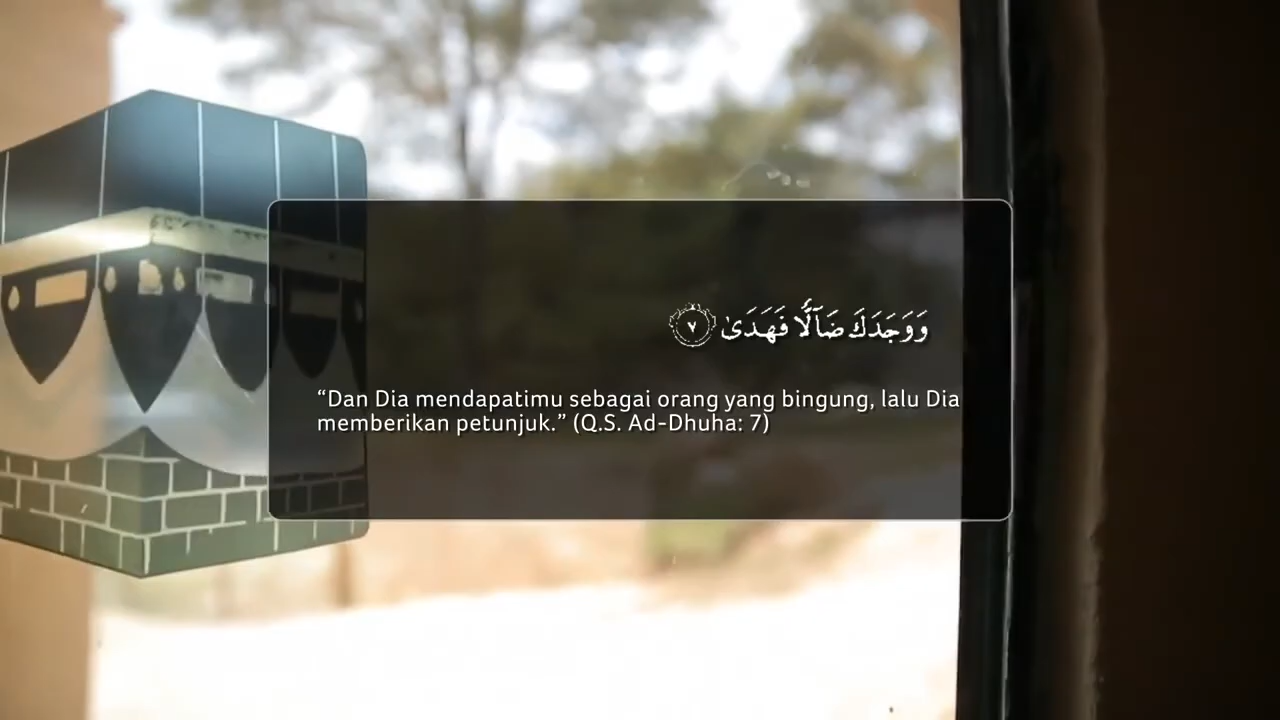 وَوَجَدَكَ ضَآلًّا فَهَدَىٰ ٧
“Dan Dia mendapatimu sebagai orang yang bingung, lalu Dia
memberikan petunjuk.” (Q.S. Ad-Dhuha: 7)